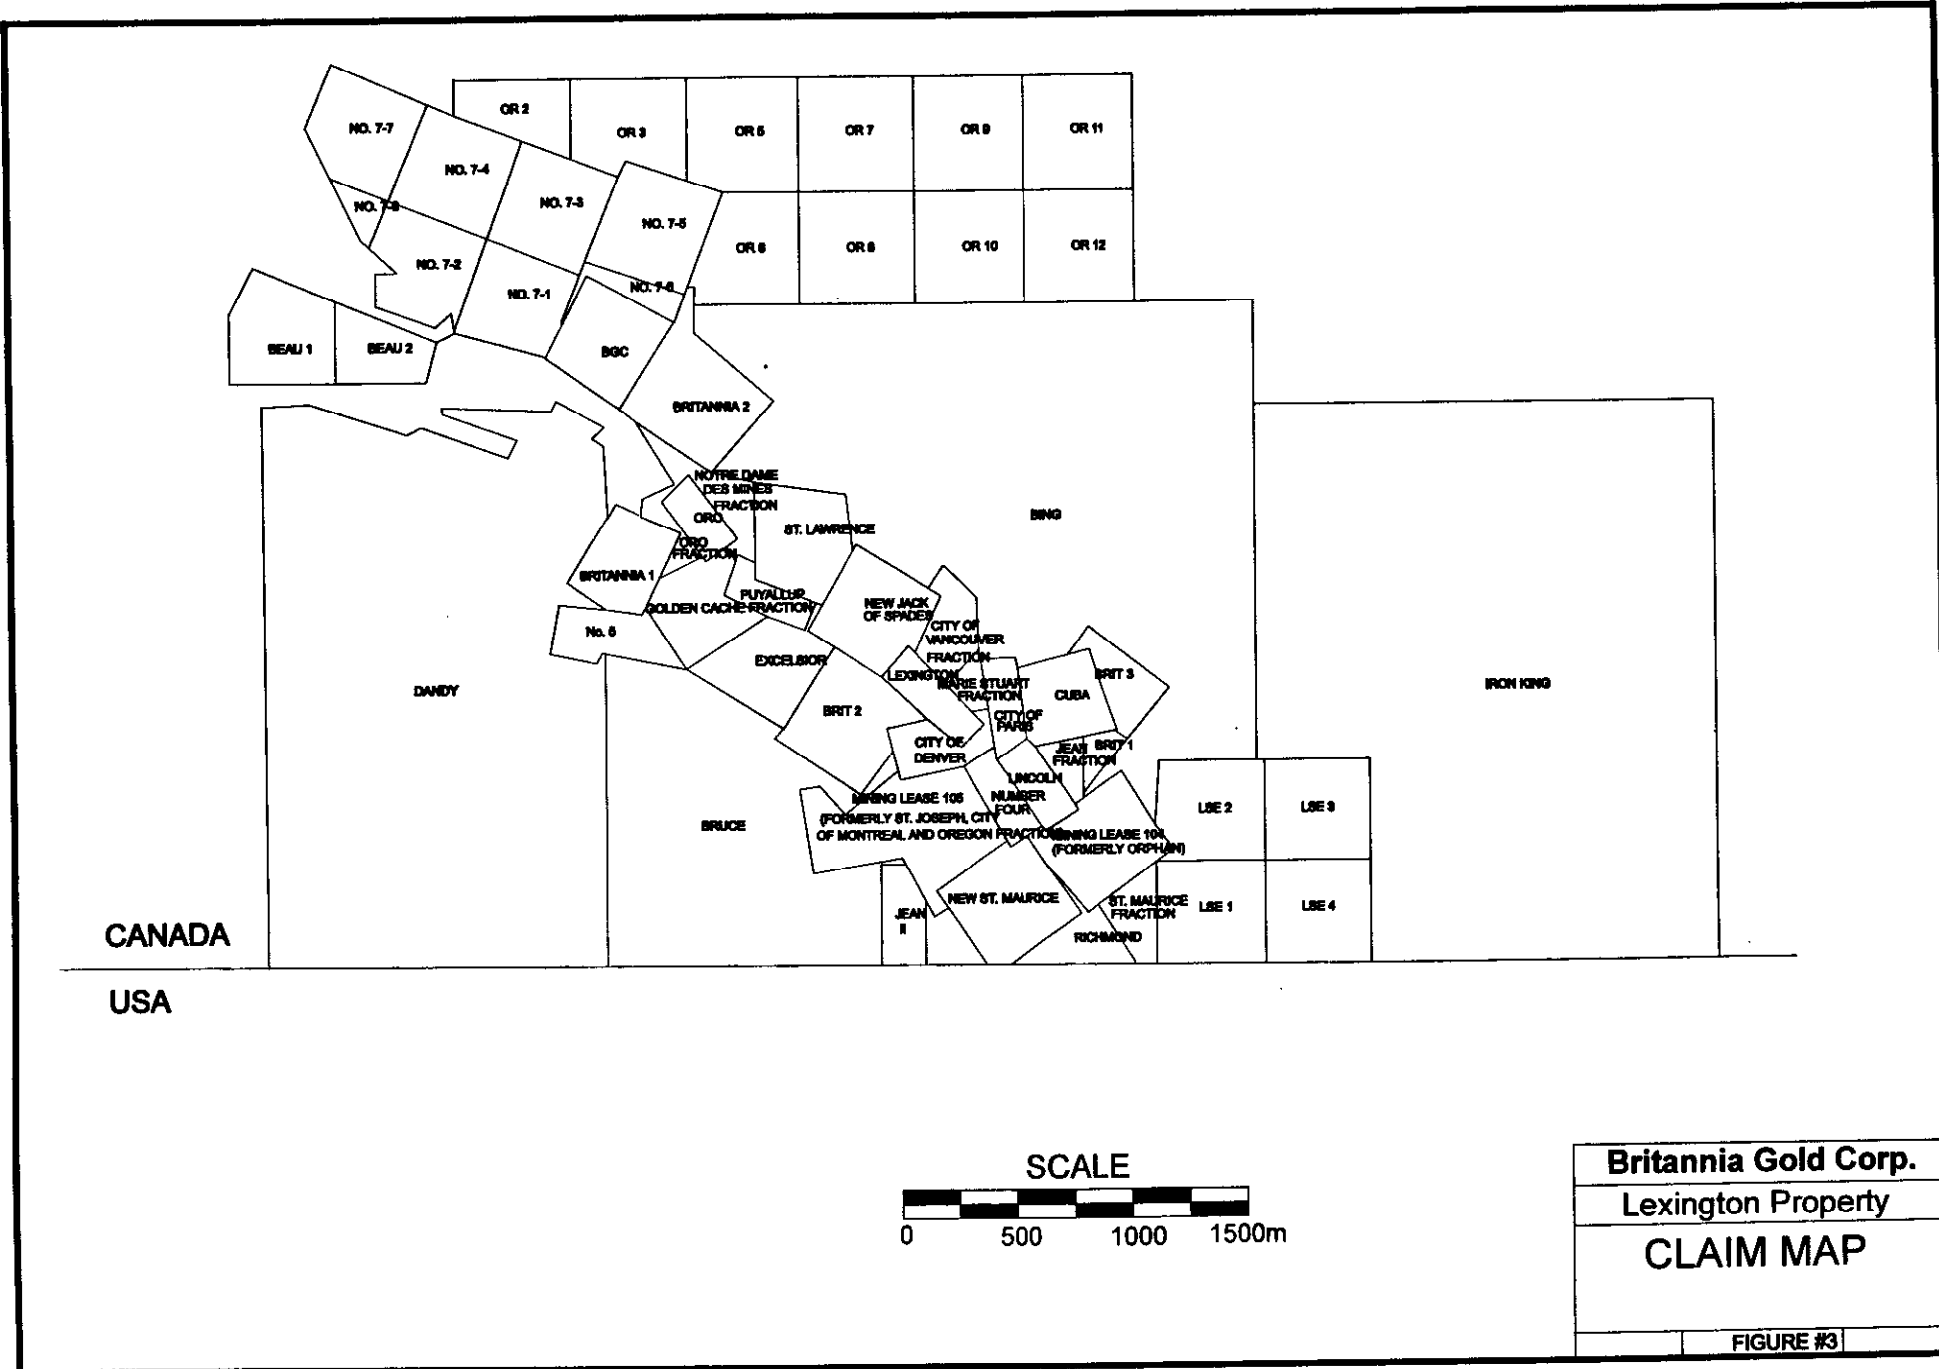 OR 2
OR 3
OR 5
OR 7
OR 9
OR 11
NO. 7-7
NO. 7-4
NO. 7-3
NO. 7-5
OR 6
OR 8
OR 10
OR 12
NO. 7-8
NO. 7-2
NO. 7-1
NO. 7-6
BEAU 1
BEAU 2
BGC
BRITANNIA 2
NOTRE DAME
DES MINES
FRACTION
ORO
ORO
FRACTION
ST. LAWRENCE
BING
BRITANNIA 1
PUYALLUP
FRACTION
GOLDEN CACHE
No. 5
NEW JACK
OF SPADES
CITY OF
VANCOUVER
FRACTION
EXCELSIOR
LEXINGTON
MARIE STUART
FRACTION
CUBA
BRIT 3
IRON KING
DANDY
BRIT 2
CITY OF
PARIS
CITY OF
DENVER
JEAN
FRACTION
BRIT 1
LINCOLN
NUMBER
FOUR
MINING LEASE 105
(FORMERLY ST. JOSEPH, CITY
OF MONTREAL AND OREGON FRACTION)
BRUCE
MINING LEASE 104
(FORMERLY ORPHAN)
LSE 2
LSE 3
NEW ST. MAURICE
JEAN
II
ST. MAURICE
FRACTION
LSE 1
LSE 4
RICHMOND
CANADA
USA
SCALE
0 500 1000 1500m
Britannia Gold Corp.
Lexington Property
CLAIM MAP
FIGURE #3